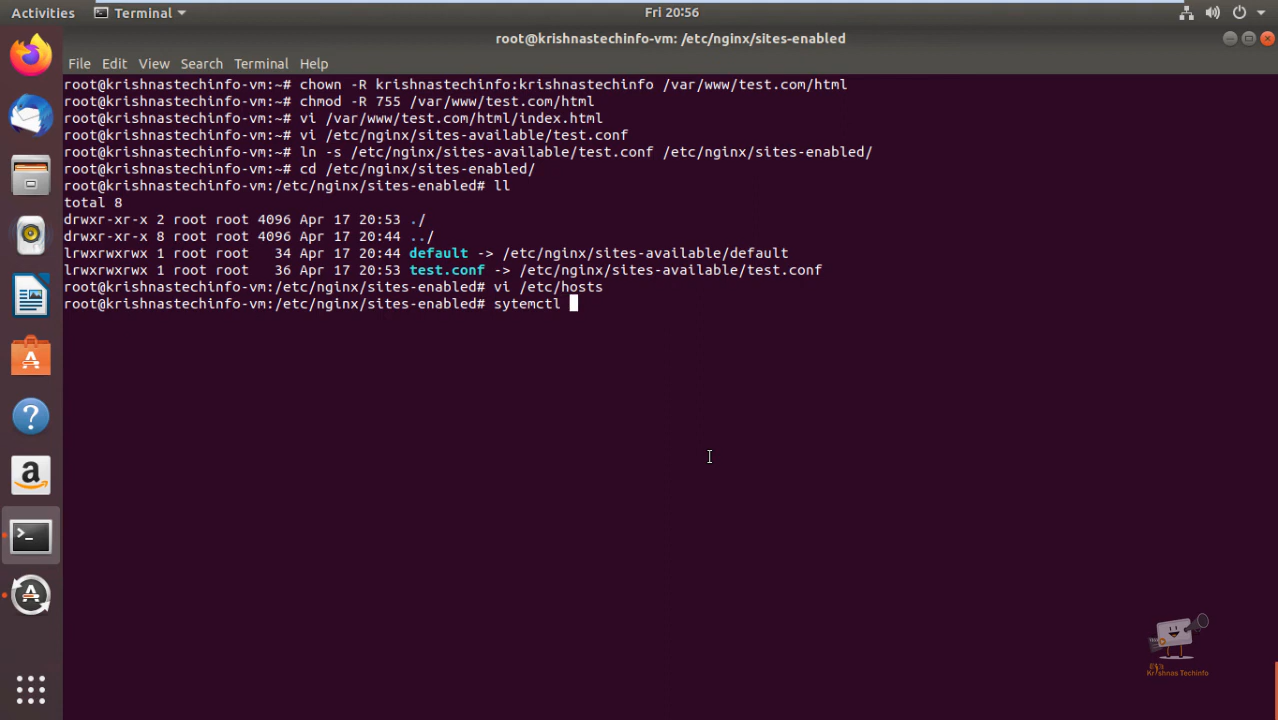 Activities Terminal Fri 20:56
root@krishnastechinfo-vm: /etc/nginx/sites-enabled
File Edit View Search Terminal Help
root@krishnastechinfo-vm:~# chown -R krishnastechinfo:krishnastechinfo /var/www/test.com/html
root@krishnastechinfo-vm:~# chmod -R 755 /var/www/test.com/html
root@krishnastechinfo-vm:~# vi /var/www/test.com/html/index.html
root@krishnastechinfo-vm:~# vi /etc/nginx/sites-available/test.conf
root@krishnastechinfo-vm:~# ln -s /etc/nginx/sites-available/test.conf /etc/nginx/sites-enabled/
root@krishnastechinfo-vm:~# cd /etc/nginx/sites-enabled/
root@krishnastechinfo-vm:/etc/nginx/sites-enabled# ll
total 8
drwxr-xr-x 2 root root 4096 Apr 17 20:53 ./
drwxr-xr-x 8 root root 4096 Apr 17 20:44 ../
lrwxrwxrwx 1 root root 34 Apr 17 20:44 default -> /etc/nginx/sites-available/default
lrwxrwxrwx 1 root root 36 Apr 17 20:53 test.conf -> /etc/nginx/sites-available/test.conf
root@krishnastechinfo-vm:/etc/nginx/sites-enabled# vi /etc/hosts
root@krishnastechinfo-vm:/etc/nginx/sites-enabled# sytemctl
Krishnas Techinfo